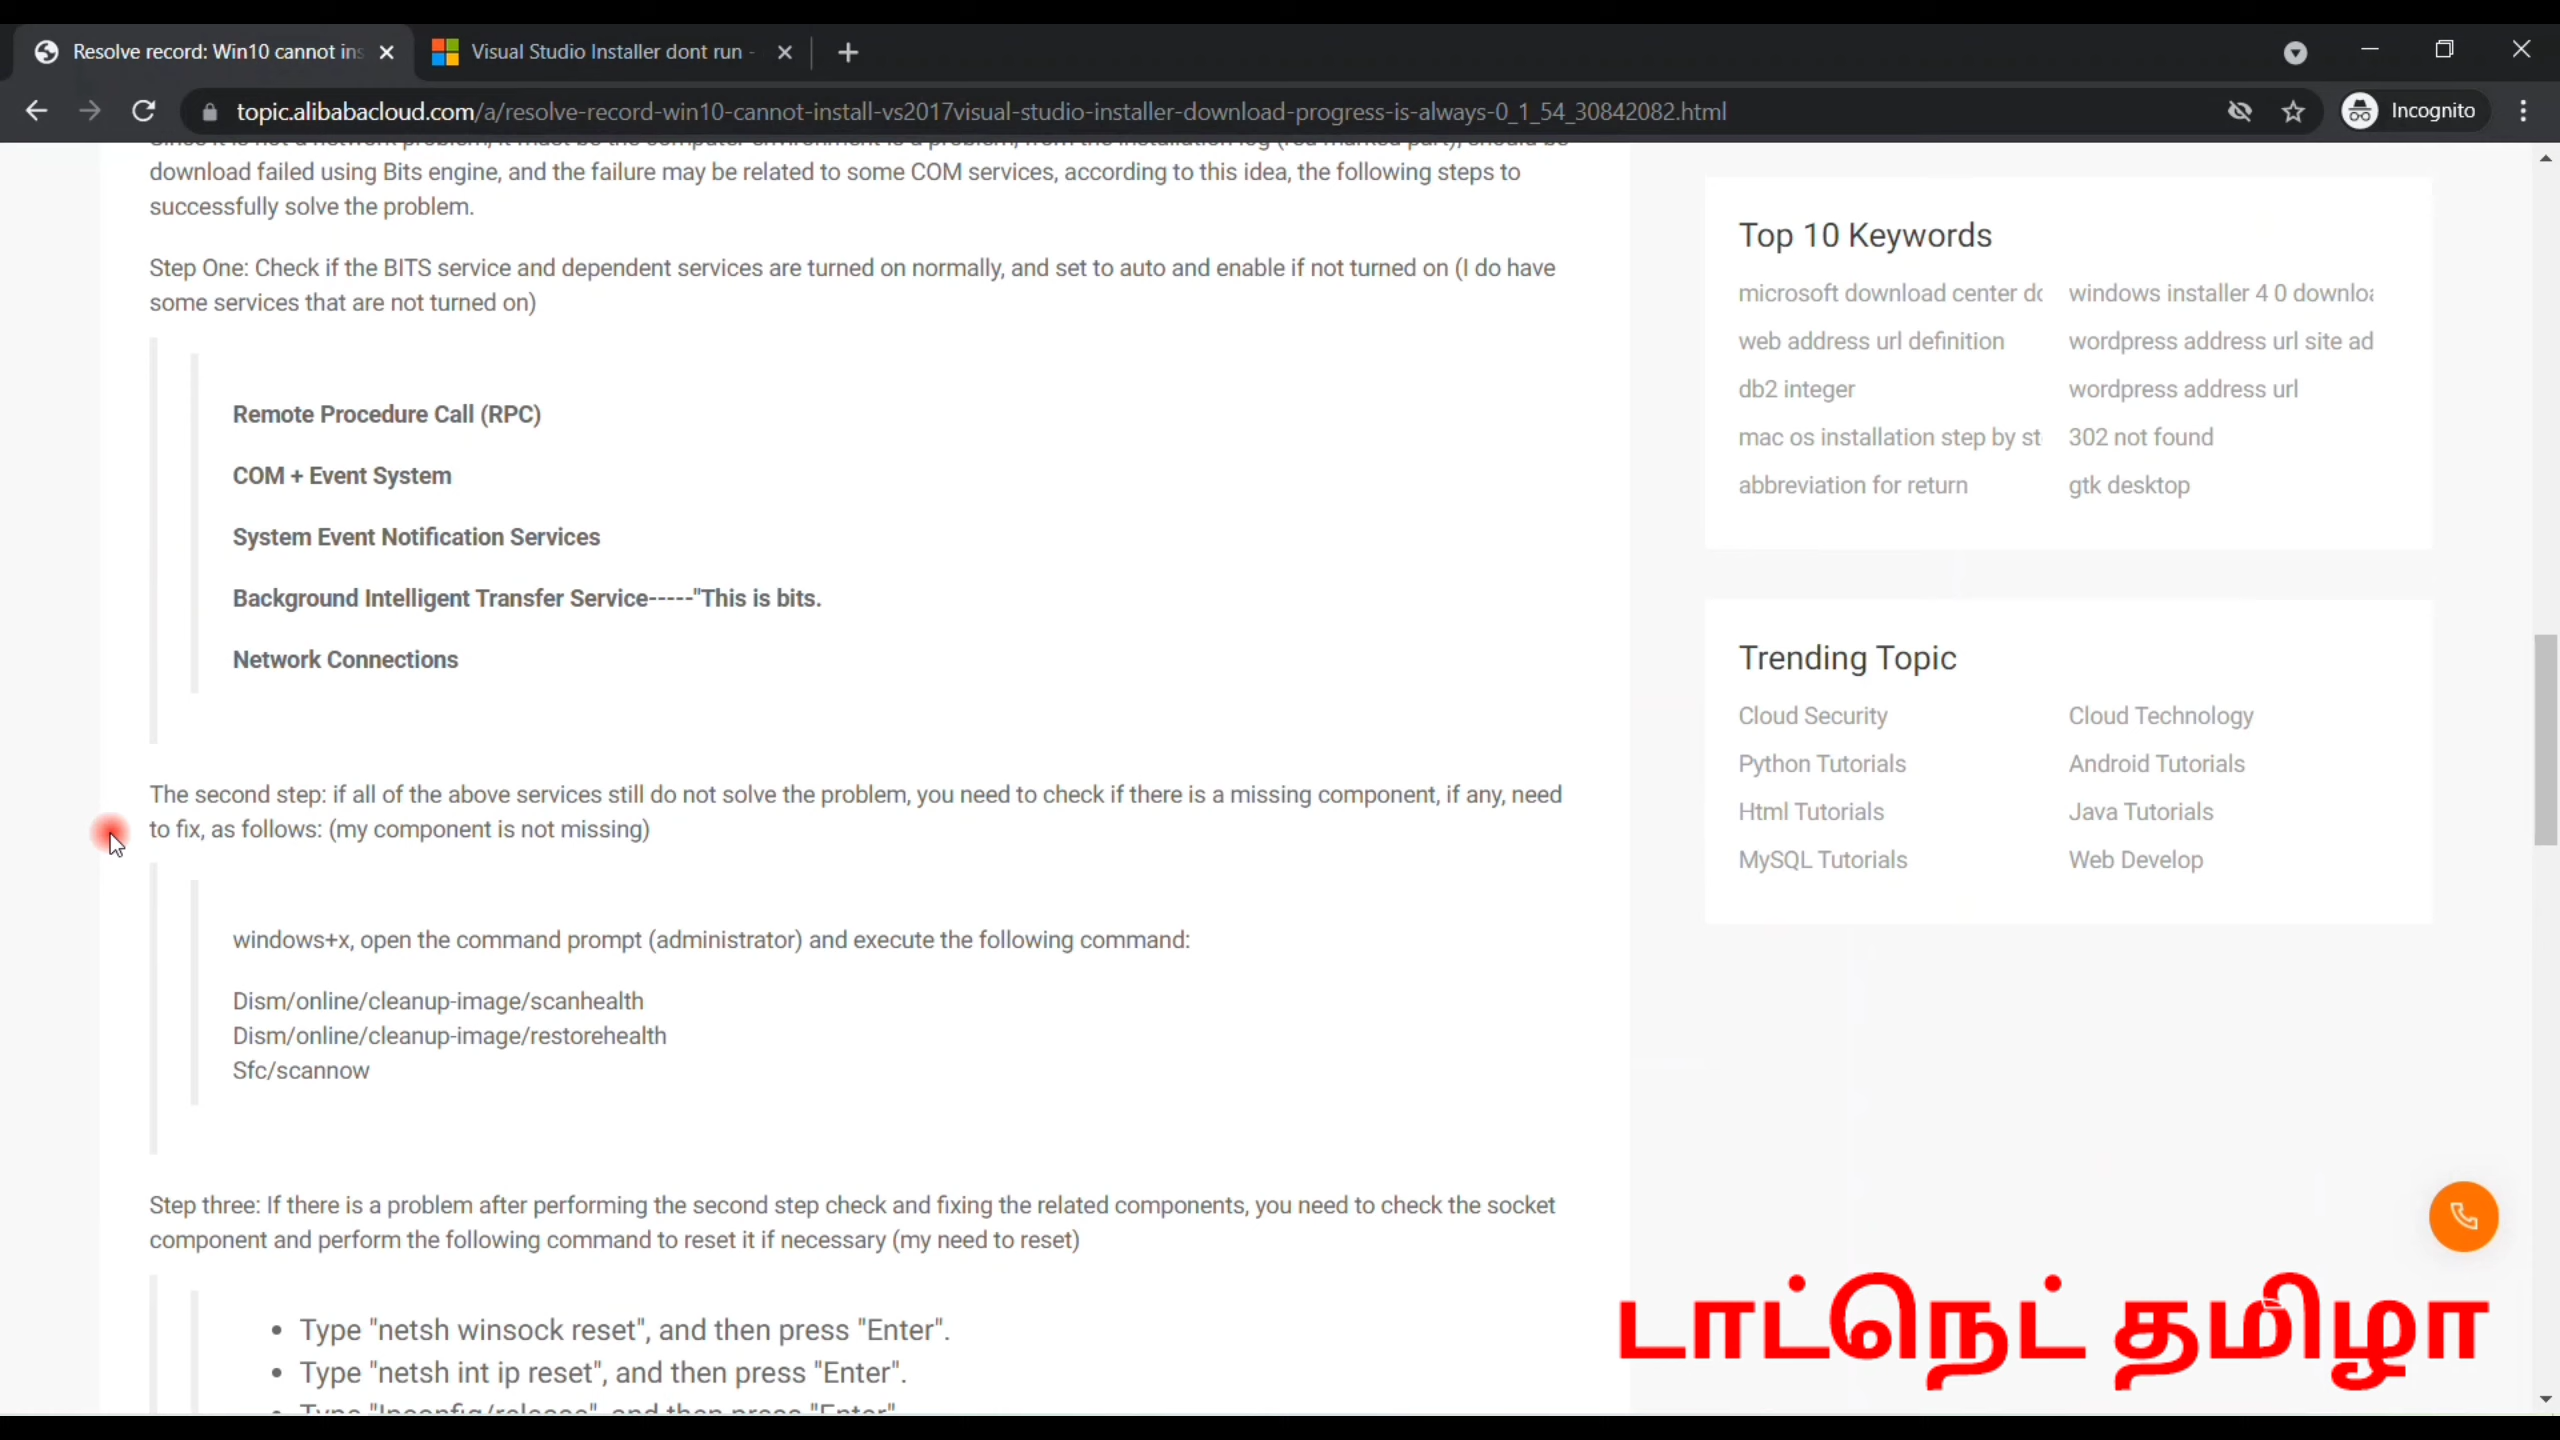 Resolve record: Win10 cannot ins
Visual Studio Installer dont run -
topic.alibabacloud.com/a/resolve-record-win10-cannot-install-vs2017visual-studio-installer-download-progress-is-always-0_1_54_30842082.html
Incognito
download failed using Bits engine, and the failure may be related to some COM services, according to this idea, the following steps to
successfully solve the problem.
Step One: Check if the BITS service and dependent services are turned on normally, and set to auto and enable if not turned on (I do have
some services that are not turned on)
Remote Procedure Call (RPC)
COM + Event System
System Event Notification Services
Background Intelligent Transfer Service-----"This is bits.
Network Connections
The second step: if all of the above services still do not solve the problem, you need to check if there is a missing component, if any, need
to fix, as follows: (my component is not missing)
windows+x, open the command prompt (administrator) and execute the following command:
Dism/online/cleanup-image/scanhealth
Dism/online/cleanup-image/restorehealth
Sfc/scannow
Step three: If there is a problem after performing the second step check and fixing the related components, you need to check the socket
component and perform the following command to reset it if necessary (my need to reset)
• Type "netsh winsock reset", and then press "Enter".
• Type "netsh int ip reset", and then press "Enter".
Top 10 Keywords
microsoft download center do windows installer 4 0 downloa
web address url definition wordpress address url site ad
db2 integer wordpress address url
mac os installation step by st 302 not found
abbreviation for return gtk desktop
Trending Topic
Cloud Security Cloud Technology
Python Tutorials Android Tutorials
Html Tutorials Java Tutorials
MySQL Tutorials Web Develop
டாட்நெட் தமிழா